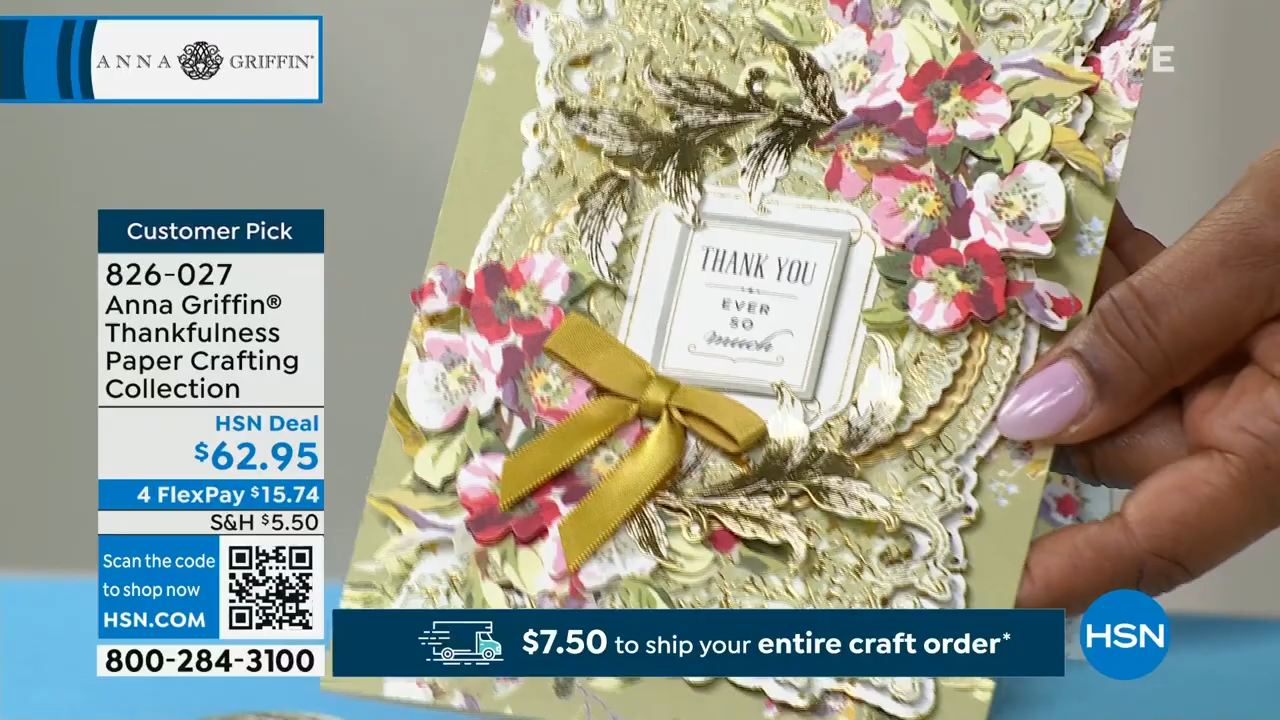 ANNA GRIFFIN®
LIVE
Customer Pick
826-027
Anna Griffin®
Thankfulness
Paper Crafting
Collection
HSN Deal
$62.95
4 FlexPay $15.74
S&H $5.50
Scan the code
to shop now
HSN.COM
800-284-3100
THANK YOU
EVER
SO
much
$7.50 to ship your entire craft order*
HSN